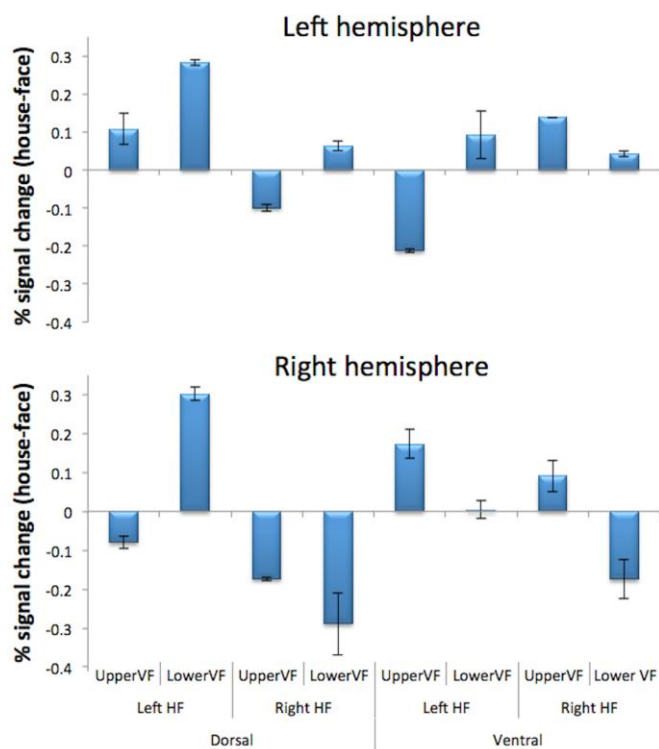 Left hemisphere
% signal change (house-face)
0.3
0.2
0.1
0
-0.1
-0.2
-0.3
-0.4
Right hemisphere
% signal change (house-face)
0.3
0.2
0.1
0
-0.1
-0.2
-0.3
-0.4
UpperVF LowerVF UpperVF LowerVF UpperVF LowerVF UpperVF Lower VF
Left HF Right HF Left HF Right HF
Dorsal Ventral